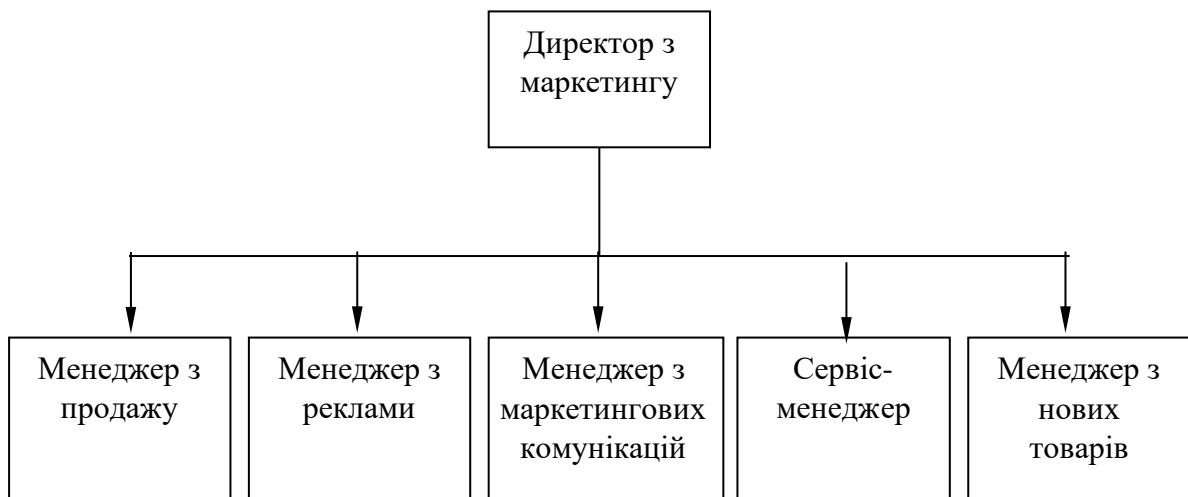 Директор з
маркетингу
Менеджер з
продажу
Менеджер з
реклами
Менеджер з
маркетингових
комунікацій
Сервіс-
менеджер
Менеджер з
нових
товарів